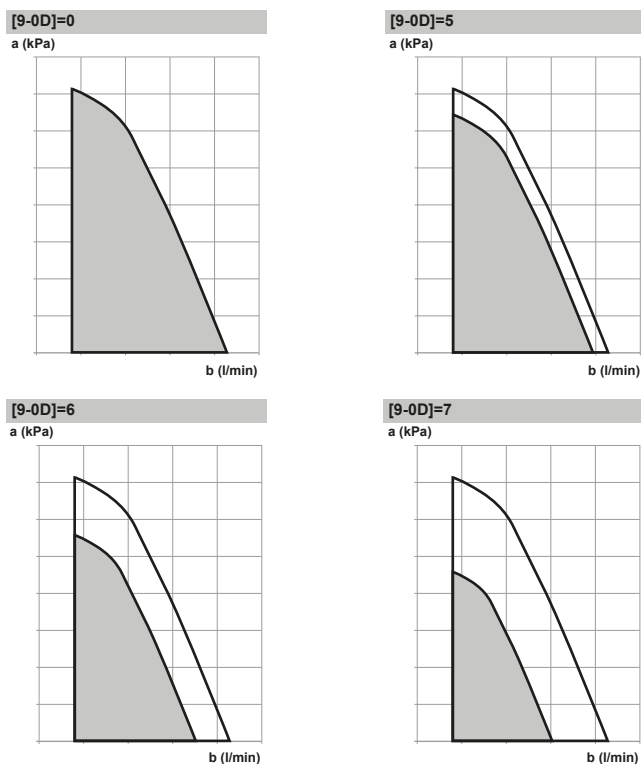 [9-0D]=0
a (kPa)
b (l/min)
[9-0D]=5
a (kPa)
b (l/min)
[9-0D]=6
a (kPa)
b (l/min)
[9-0D]=7
a (kPa)
b (l/min)